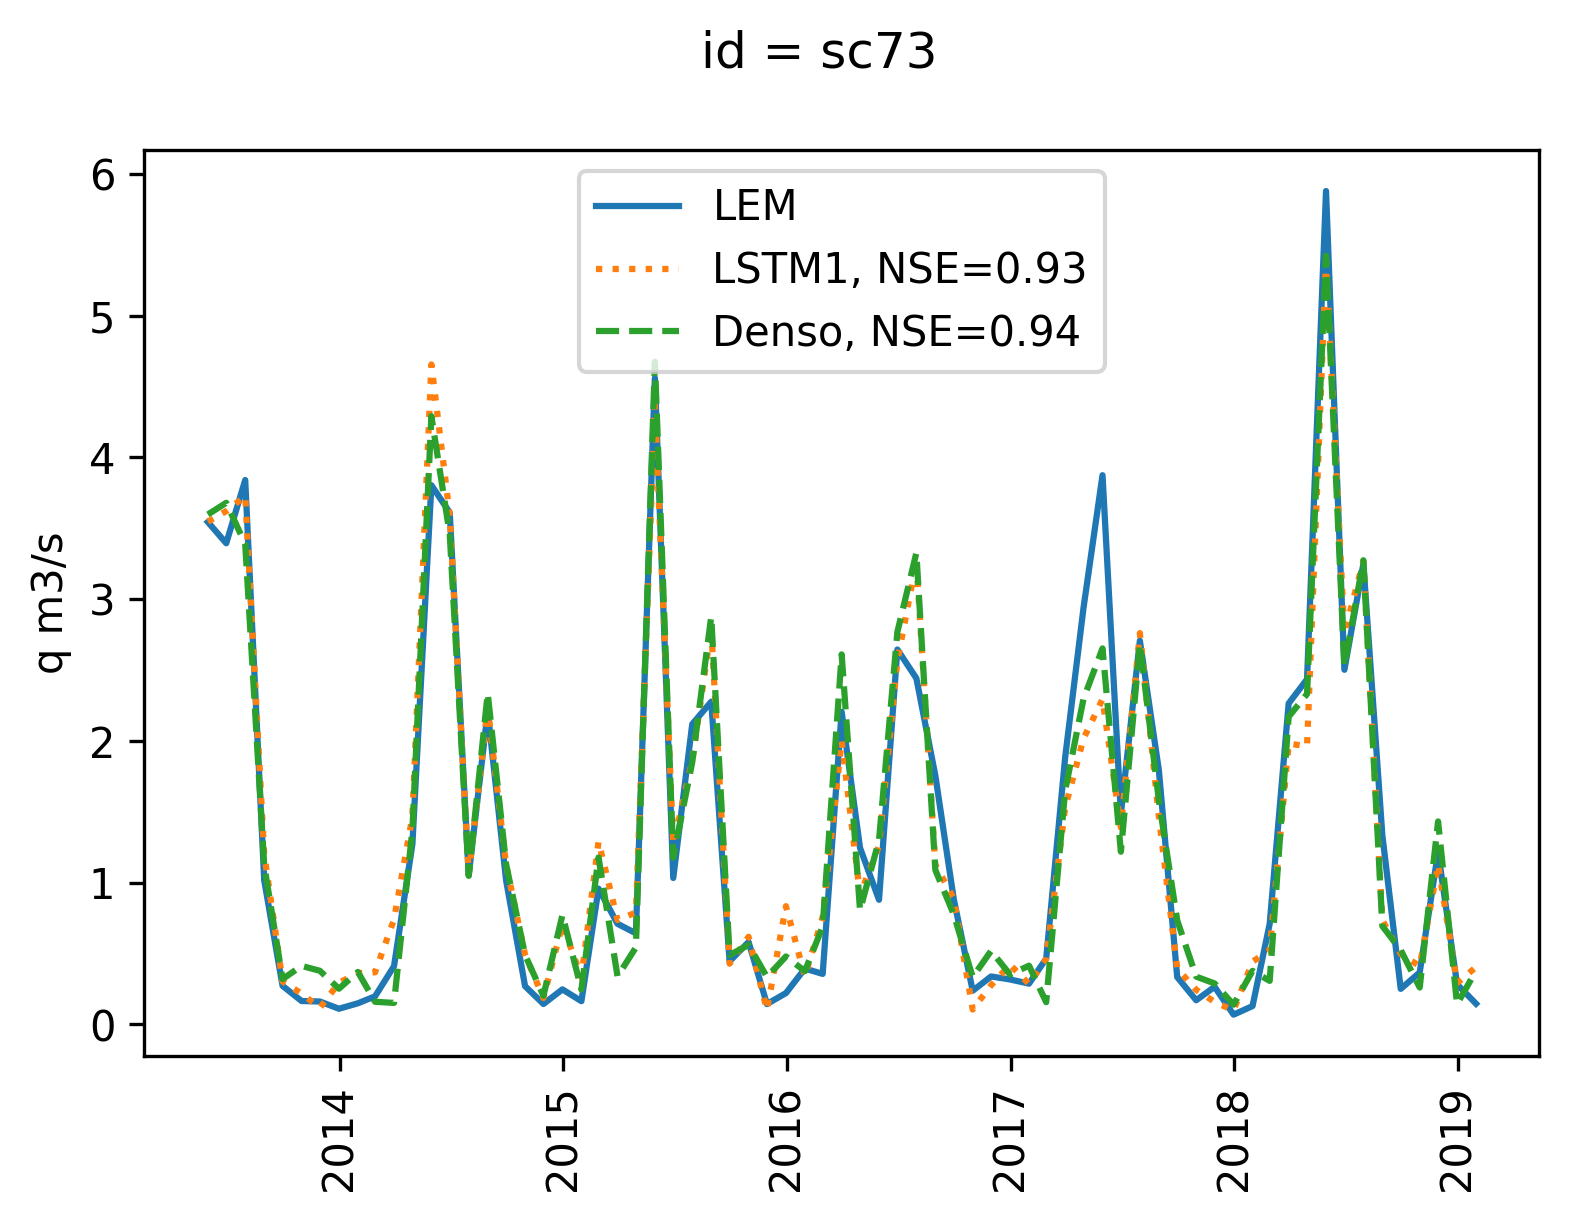 id = sc73
LEM
LSTM1, NSE=0.93
Denso, NSE=0.94
q m3/s
6
5
4
3
2
1
0
2014
2015
2016
2017
2018
2019